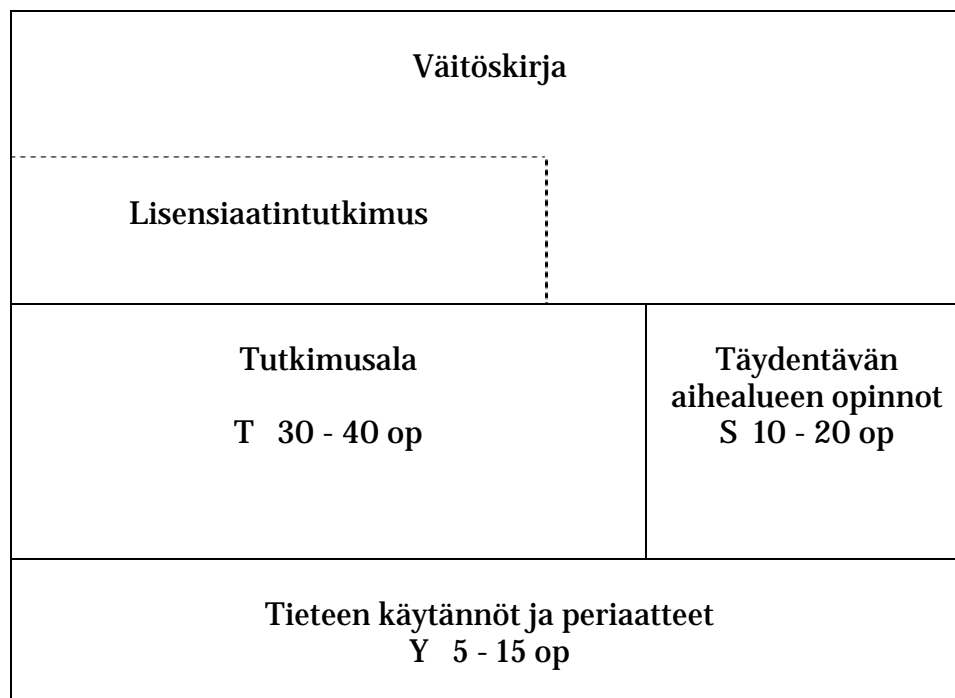 Väitöskirja
Lisensiaatintutkimus
Tutkimusala
T 30 - 40 op
Täydentävän
aihealueen opinnot
S 10 - 20 op
Tieteen käytännöt ja periaatteet
Y 5 - 15 op